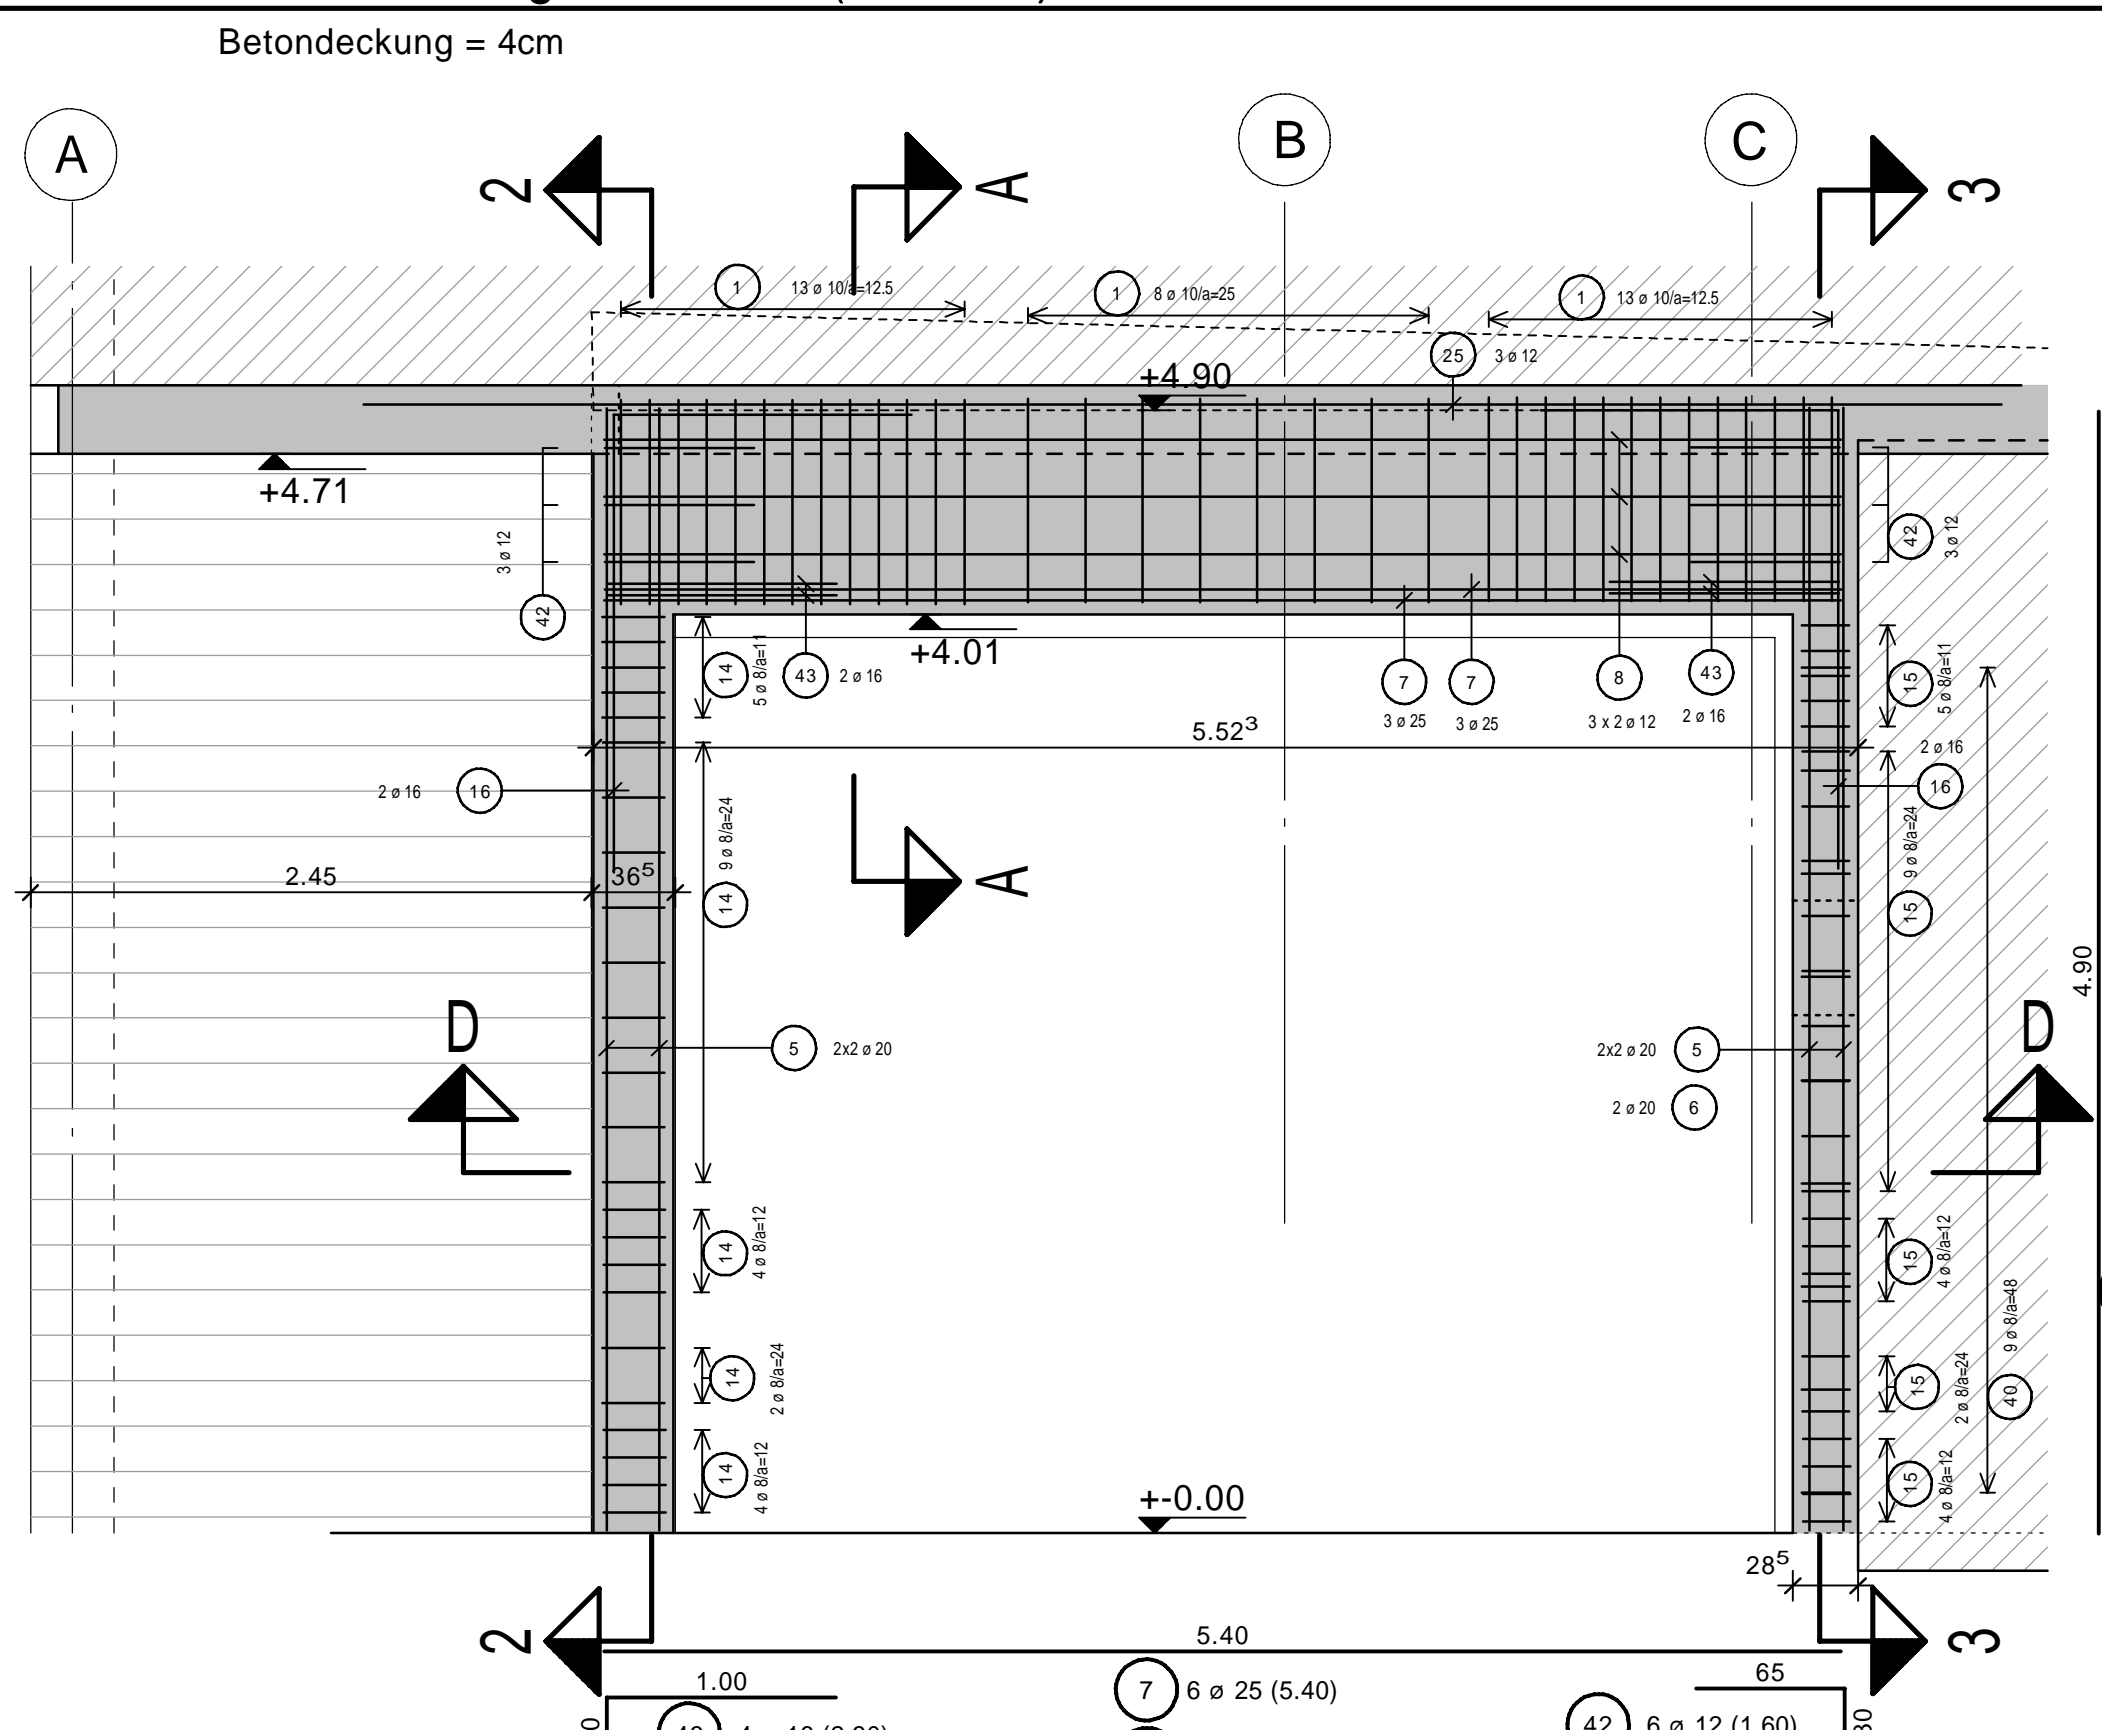 Betondeckung = 4cm
A
2
A
B
C
3
1
13 ø 10/a=12.5
1
8 ø 10/a=25
1
13 ø 10/a=12.5
25
3 ø 12
+4.90
+4.71
3 ø 12
42
42
3 ø 12
+4.01
14
5 ø 8/a=11
43
2 ø 16
7
3 ø 25
7
3 ø 25
8
3 x 2 ø 12
43
2 ø 16
15
5 ø 8/a=11
5.52³
2 ø 16
16
2 ø 16
16
2.45
36⁵
14
9 ø 8/a=24
A
15
9 ø 8/a=24
4.90
D
D
5
2x2 ø 20
2x2 ø 20
5
2 ø 20
6
14
4 ø 8/a=12
15
4 ø 8/a=12
9 ø 8/a=48
40
14
2 ø 8/a=24
15
2 ø 8/a=24
14
4 ø 8/a=12
15
4 ø 8/a=12
+-0.00
28⁵
2
3
5.40
1.00
65
7
6 ø 25 (5.40)
42
6 ø 12 (1.60)